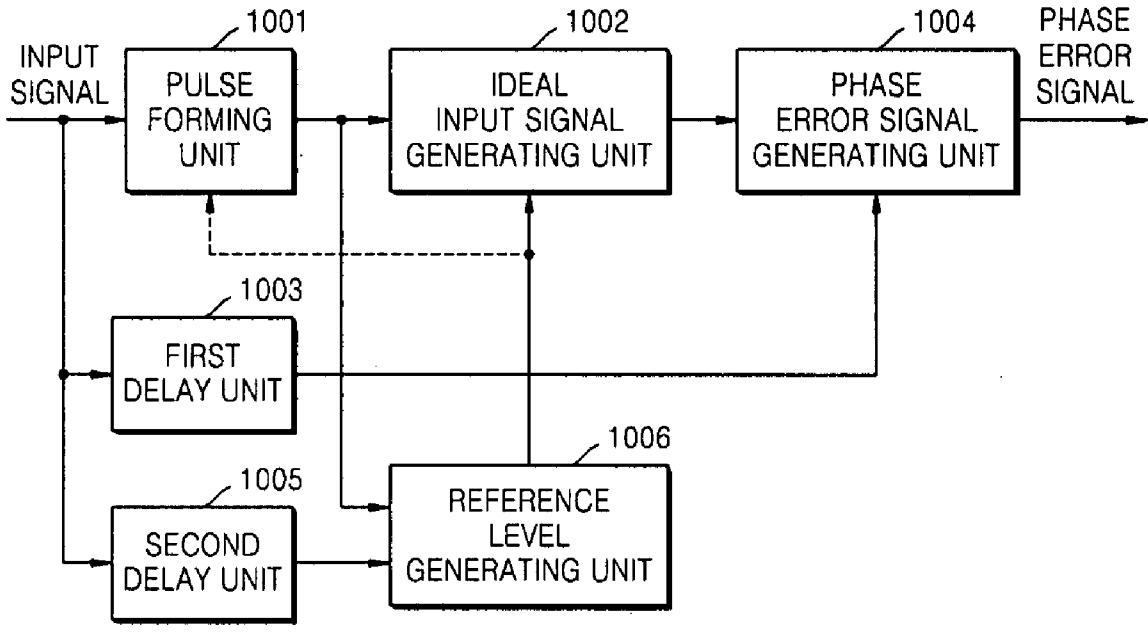 INPUT
SIGNAL
1001
PULSE
FORMING
UNIT
1002
IDEAL
INPUT SIGNAL
GENERATING UNIT
1004
PHASE
ERROR SIGNAL
GENERATING UNIT
PHASE
ERROR
SIGNAL
1003
FIRST
DELAY UNIT
1005
SECOND
DELAY UNIT
1006
REFERENCE
LEVEL
GENERATING UNIT